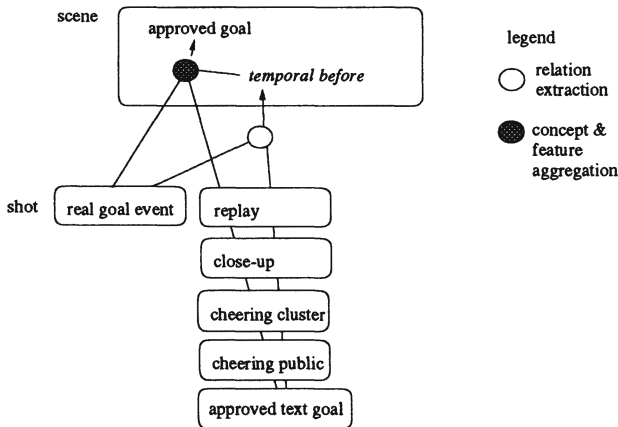 scene
approved goal
temporal before
legend
relation
extraction
concept &
feature
aggregation
shot
real goal event
replay
close-up
cheering cluster
cheering public
approved text goal